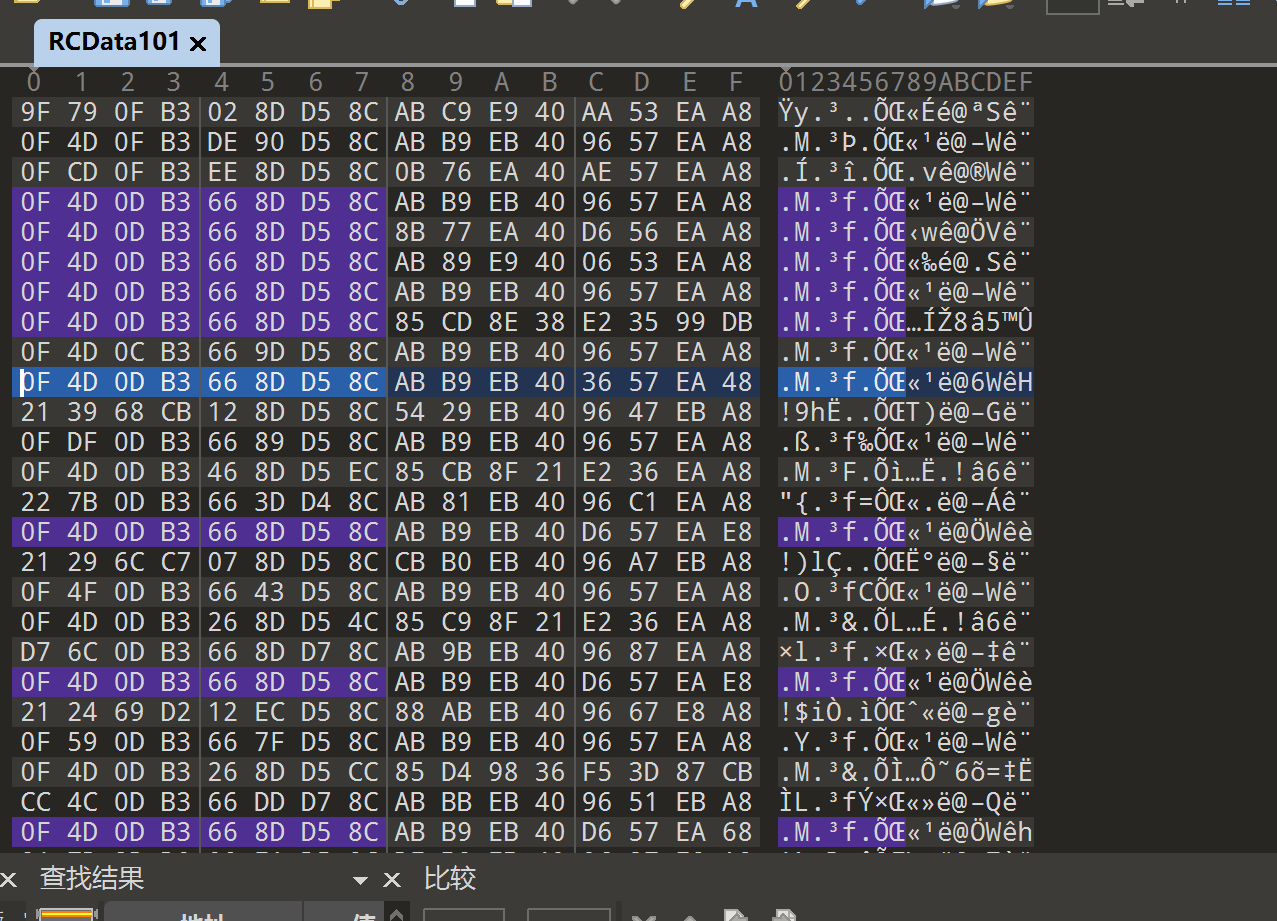 RCData101 ×
0 1 2 3 4 5 6 7 8 9 A B C D E F 0123456789ABCDEF
9F 79 0F B3 02 8D D5 8C AB C9 E9 40 AA 53 EA A8 Ÿy.³..ÕŒ«Éé@ªSê¨
0F 4D 0F B3 DE 90 D5 8C AB B9 EB 40 96 57 EA A8 .M.³Þ.ÕŒ«¹ë@–Wê¨
0F CD 0F B3 EE 8D D5 8C 0B 76 EA 40 AE 57 EA A8 .Í.³î.ÕŒ.vê@®Wê¨
0F 4D 0D B3 66 8D D5 8C AB B9 EB 40 96 57 EA A8 .M.³f.ÕŒ«¹ë@–Wê¨
0F 4D 0D B3 66 8D D5 8C 8B 77 EA 40 D6 56 EA A8 .M.³f.ÕŒ‹wê@ÖVê¨
0F 4D 0D B3 66 8D D5 8C AB 89 E9 40 06 53 EA A8 .M.³f.ÕŒ«‰é@.Sê¨
0F 4D 0D B3 66 8D D5 8C AB B9 EB 40 96 57 EA A8 .M.³f.ÕŒ«¹ë@–Wê¨
0F 4D 0D B3 66 8D D5 8C 85 CD 8E 38 E2 35 99 DB .M.³f.ÕŒ…ÍŽ8â5™Û
0F 4D 0C B3 66 9D D5 8C AB B9 EB 40 96 57 EA A8 .M.³f.ÕŒ«¹ë@–Wê¨
0F 4D 0D B3 66 8D D5 8C AB B9 EB 40 36 57 EA 48 .M.³f.ÕŒ«¹ë@6WêH
21 39 68 CB 12 8D D5 8C 54 29 EB 40 96 47 EB A8 !9hË..ÕŒT)ë@–Gë¨
0F DF 0D B3 66 89 D5 8C AB B9 EB 40 96 57 EA A8 .ß.³f‰ÕŒ«¹ë@–Wê¨
0F 4D 0D B3 46 8D D5 EC 85 CB 8F 21 E2 36 EA A8 .M.³F.Õì…Ë.!â6ê¨
22 7B 0D B3 66 3D D4 8C AB 81 EB 40 96 C1 EA A8 "{.³f=ÔŒ«.ë@–Áê¨
0F 4D 0D B3 66 8D D5 8C AB B9 EB 40 D6 57 EA E8 .M.³f.ÕŒ«¹ë@ÖWêè
21 29 6C C7 07 8D D5 8C CB B0 EB 40 96 A7 EB A8 !)lÇ..ÕŒË°ë@–§ë¨
0F 4F 0D B3 66 43 D5 8C AB B9 EB 40 96 57 EA A8 .O.³fCÕŒ«¹ë@–Wê¨
0F 4D 0D B3 26 8D D5 4C 85 C9 8F 21 E2 36 EA A8 .M.³&.ÕL…É.!â6ê¨
D7 6C 0D B3 66 8D D7 8C AB 9B EB 40 96 87 EA A8 ×l.³f.×Œ«›ë@–‡ê¨
0F 4D 0D B3 66 8D D5 8C AB B9 EB 40 D6 57 EA E8 .M.³f.ÕŒ«¹ë@ÖWêè
21 24 69 D2 12 EC D5 8C 88 AB EB 40 96 67 E8 A8 !$iÒ.ìÕŒˆ«ë@–gè¨
0F 59 0D B3 66 7F D5 8C AB B9 EB 40 96 57 EA A8 .Y.³f.ÕŒ«¹ë@–Wê¨
0F 4D 0D B3 26 8D D5 CC 85 D4 98 36 F5 3D 87 CB .M.³&.ÕÌ…Ô˜6õ=‡Ë
CC 4C 0D B3 66 DD D7 8C AB BB EB 40 96 51 EB A8 ÌL.³fÝ×Œ«»ë@–Që¨
0F 4D 0D B3 66 8D D5 8C AB B9 EB 40 D6 57 EA 68 .M.³f.ÕŒ«¹ë@ÖWêh
查找结果 比较
地址 值